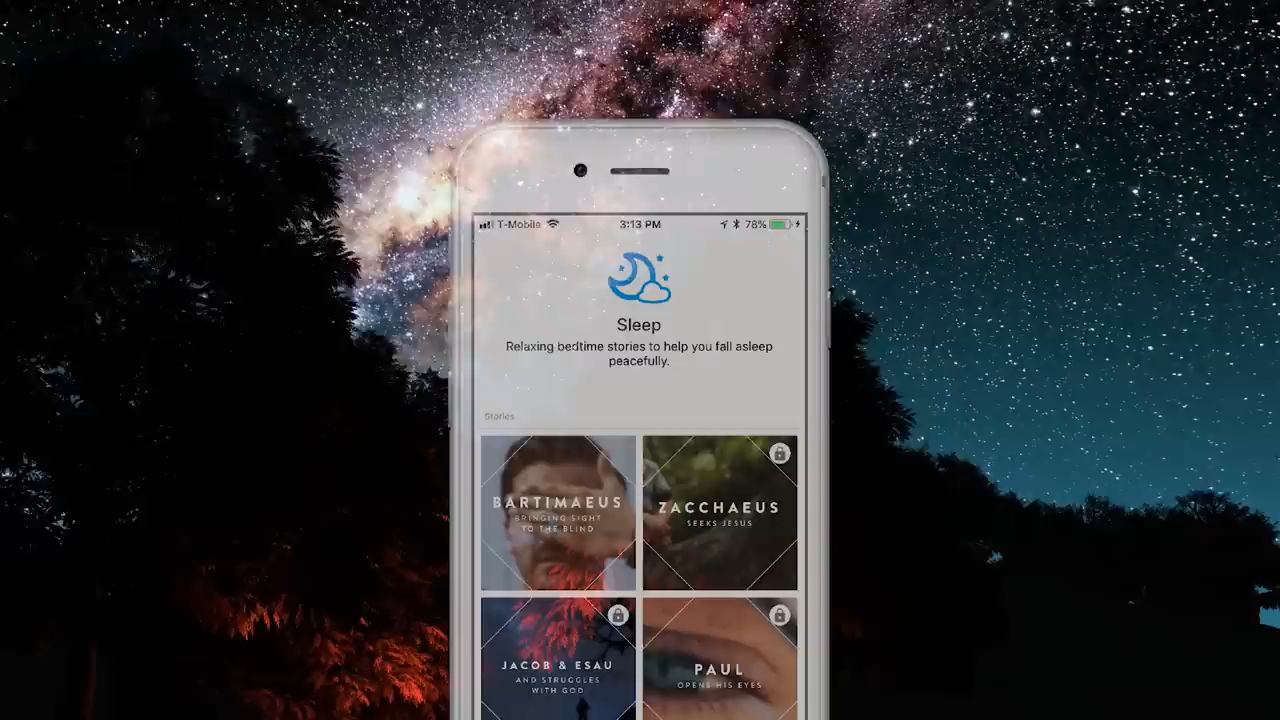 T-Mobile 3:13 PM 78%
Sleep
Relaxing bedtime stories to help you fall asleep
peacefully.
Stories
BARTIMAEUS
BRINGING SIGHT
TO THE BLIND
ZACCHAEUS
SEEKS JESUS
JACOB & ESAU
AND STRUGGLES
WITH GOD
PAUL
OPENS HIS EYES